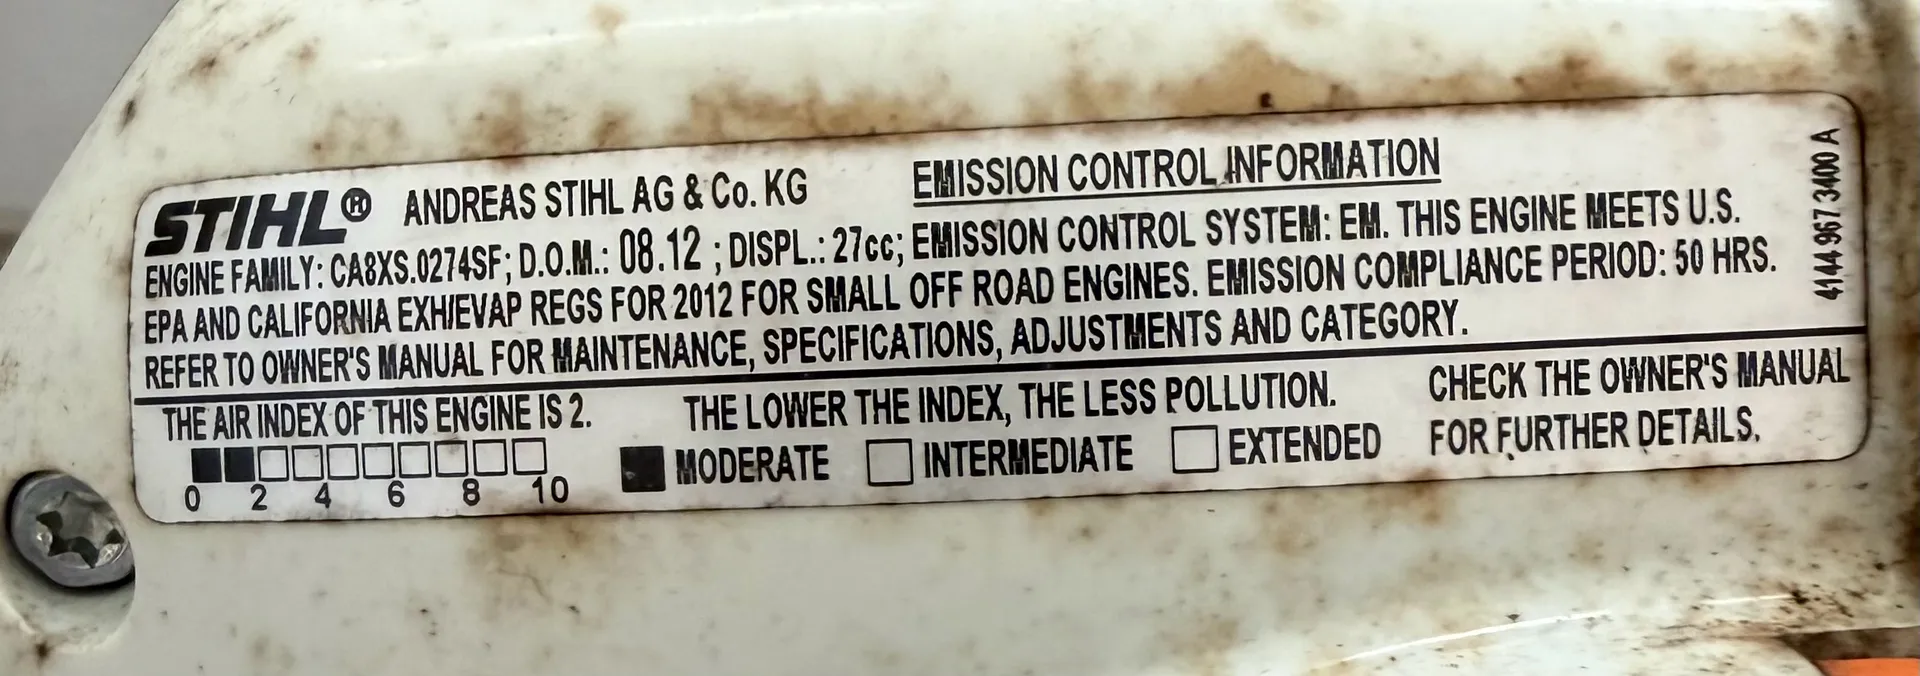 STIHL® ANDREAS STIHL AG & Co. KG EMISSION CONTROL INFORMATION
ENGINE FAMILY: CA8XS.0274SF; D.O.M.: 08.12 ; DISPL.: 27cc; EMISSION CONTROL SYSTEM: EM. THIS ENGINE MEETS U.S.
EPA AND CALIFORNIA EXH/EVAP REGS FOR 2012 FOR SMALL OFF ROAD ENGINES. EMISSION COMPLIANCE PERIOD: 50 HRS.
REFER TO OWNER'S MANUAL FOR MAINTENANCE, SPECIFICATIONS, ADJUSTMENTS AND CATEGORY.
4144 967 3400 A
THE AIR INDEX OF THIS ENGINE IS 2. THE LOWER THE INDEX, THE LESS POLLUTION. CHECK THE OWNER'S MANUAL
MODERATE INTERMEDIATE EXTENDED FOR FURTHER DETAILS.
0 2 4 6 8 10